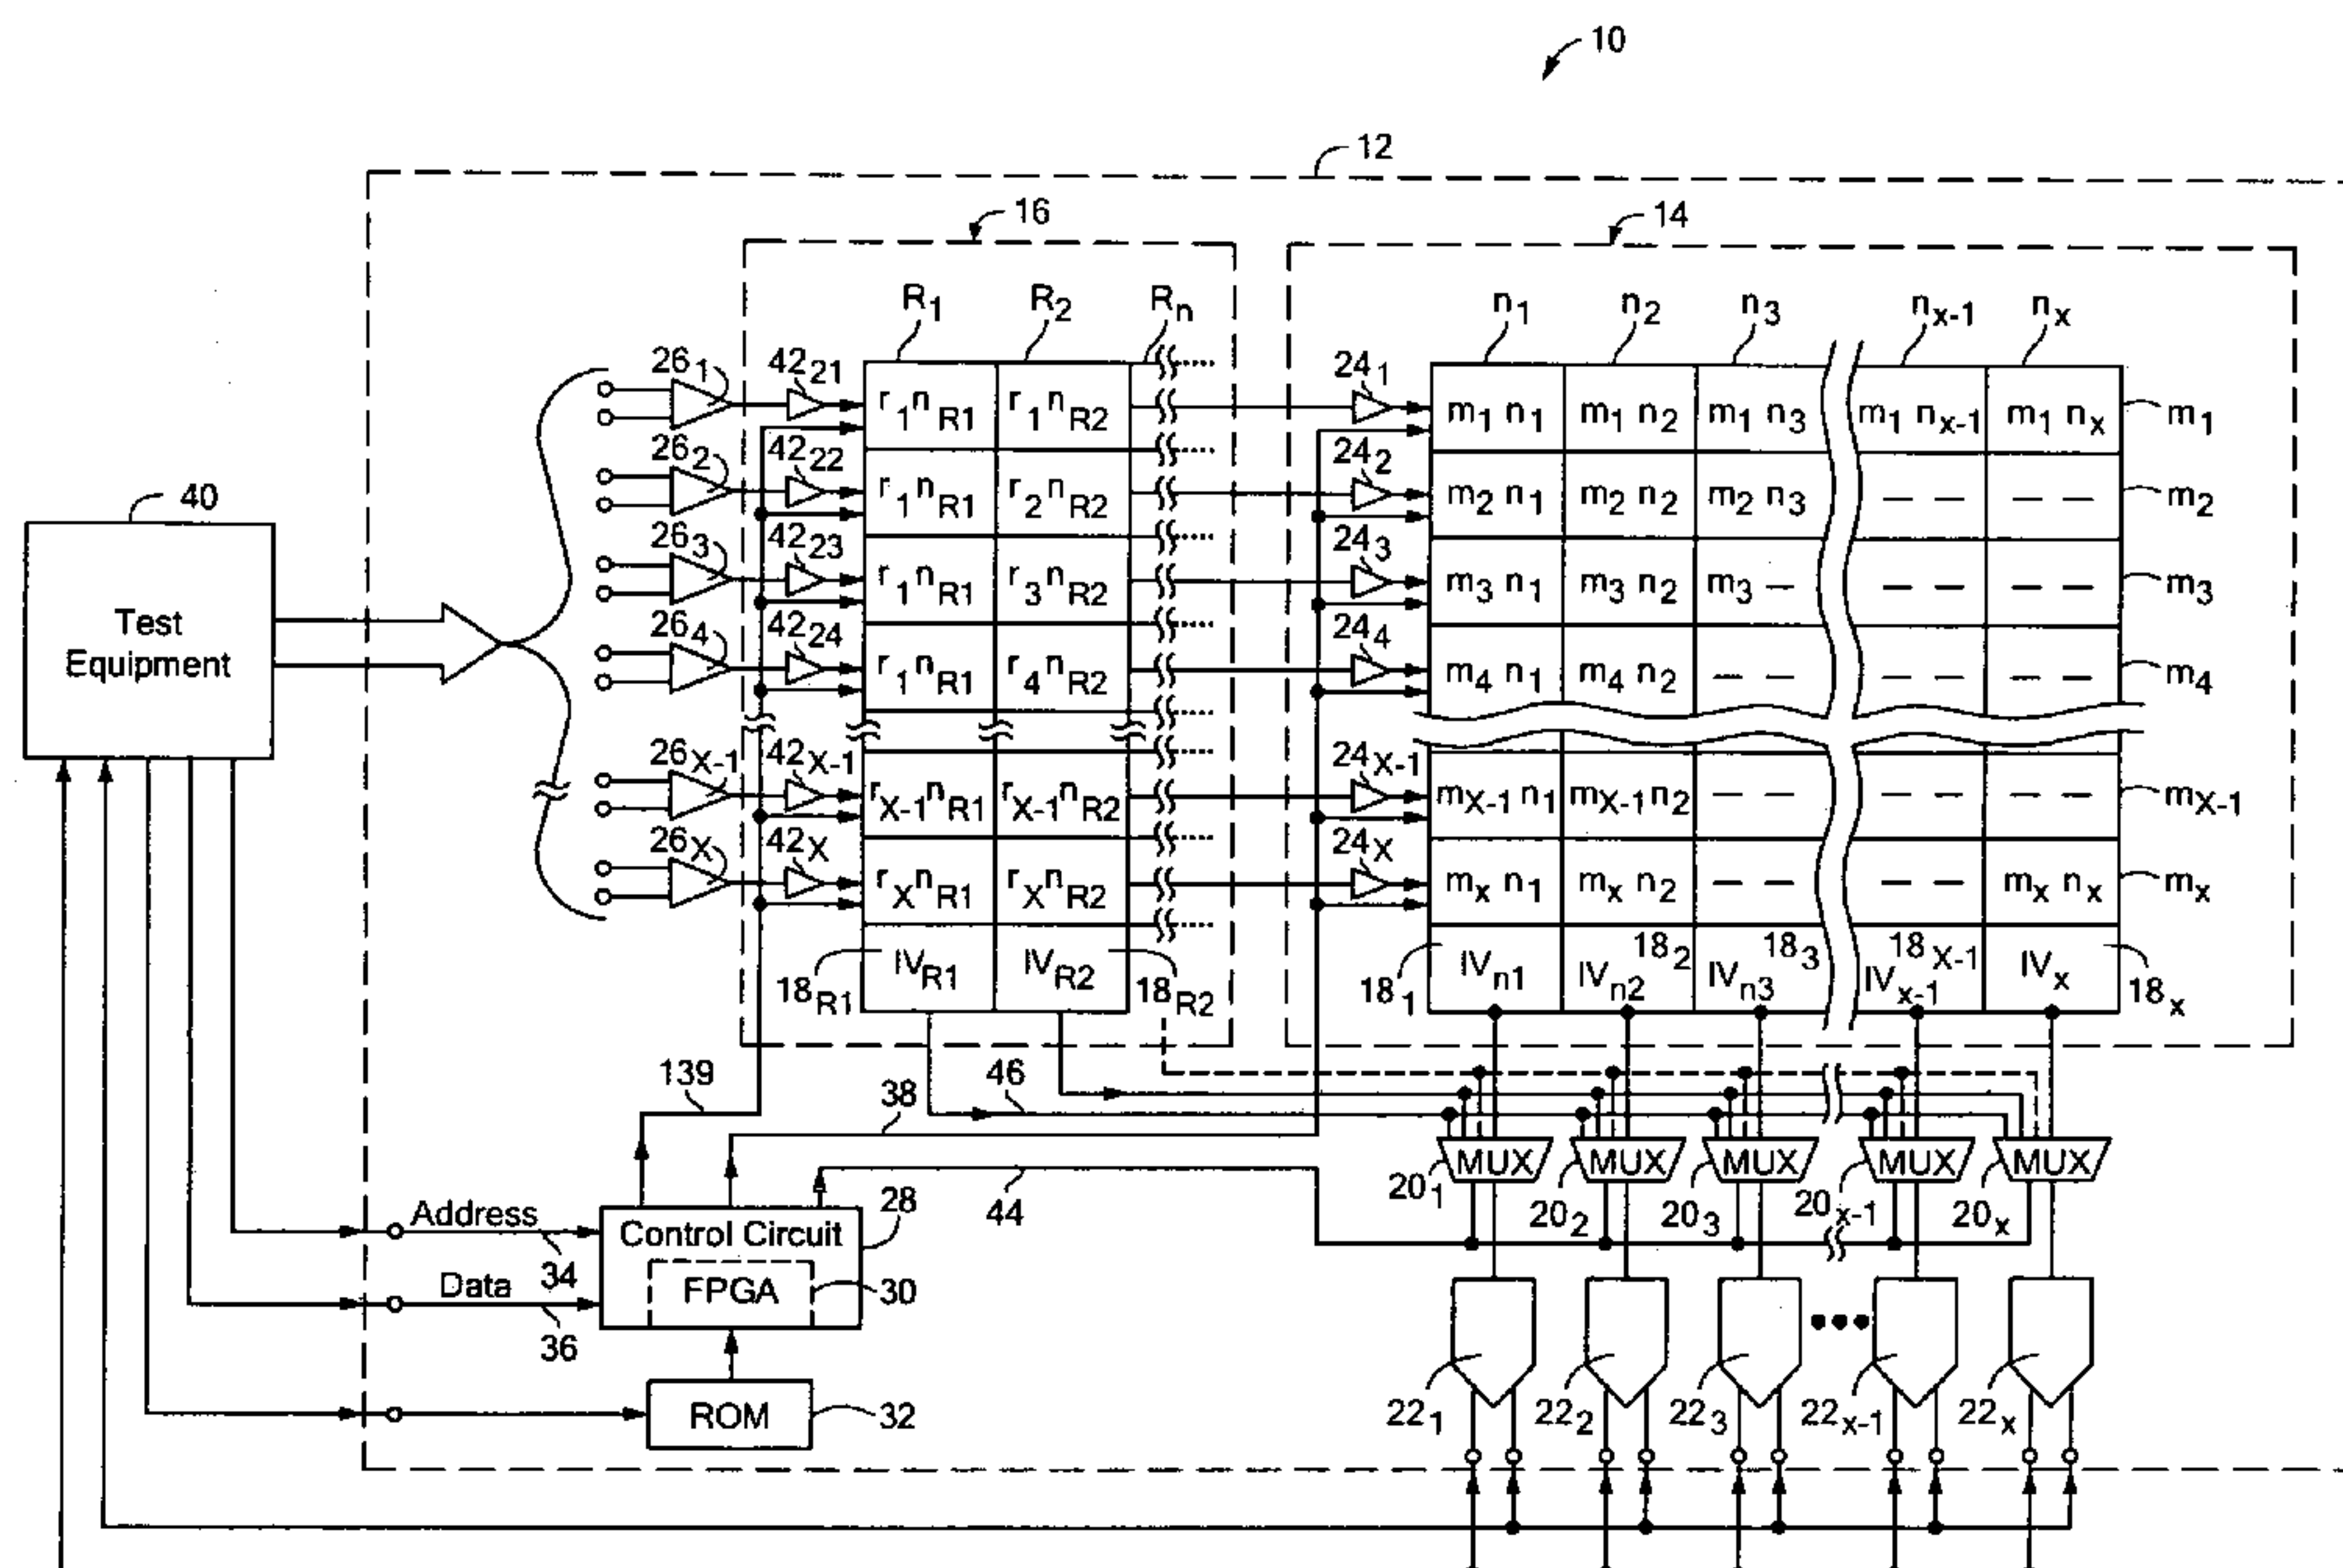 10
12
16
14
R1 R2 Rn
n1 n2 n3 nx-1 nx
261 4221 r1nR1 r1nR2 241 m1 n1 m1 n2 m1 n3 m1 nx-1 m1 nx m1
262 4222 r1nR1 r2nR2 242 m2 n1 m2 n2 m2 n3 — — — — m2
40
263 4223 r1nR1 r3nR2 243 m3 n1 m3 n2 m3 — — — — — m3
Test
Equipment
264 4224 r1nR1 r4nR2 244 m4 n1 m4 n2 — — — — — — m4
26X-1 42X-1 rX-1nR1 rX-1nR2 24X-1 mX-1 n1 mX-1 n2 — — — — — — mX-1
26X 42X rXnR1 rXnR2 24X mx n1 mx n2 — — — — mx nx mx
18R1 IVR1 IVR2 18R2
181 IVn1 IVn2 182 IVn3 183 IVx-1 18X-1 IVx 18x
139 38 46
MUX MUX MUX MUX MUX
201 202 203 20x-1 20x
44
Address
34
Control Circuit
28
Data
36
FPGA
30
ROM
32
221 222 223 22x-1 22x